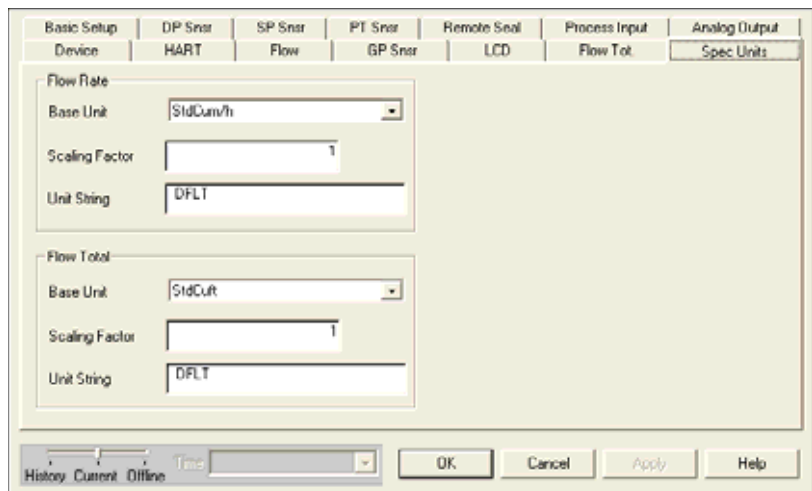 Basic Setup DP Snsr SP Snsr PT Snsr Remote Seal Process Input Analog Output
Device HART Flow GP Snsr LCD Flow Tot. Spec Units
Flow Rate
Base Unit StdCum/h
Scaling Factor 1
Unit String DFLT
Flow Total
Base Unit StdCuft
Scaling Factor 1
Unit String DFLT
Time OK Cancel Apply Help
History Current Offline